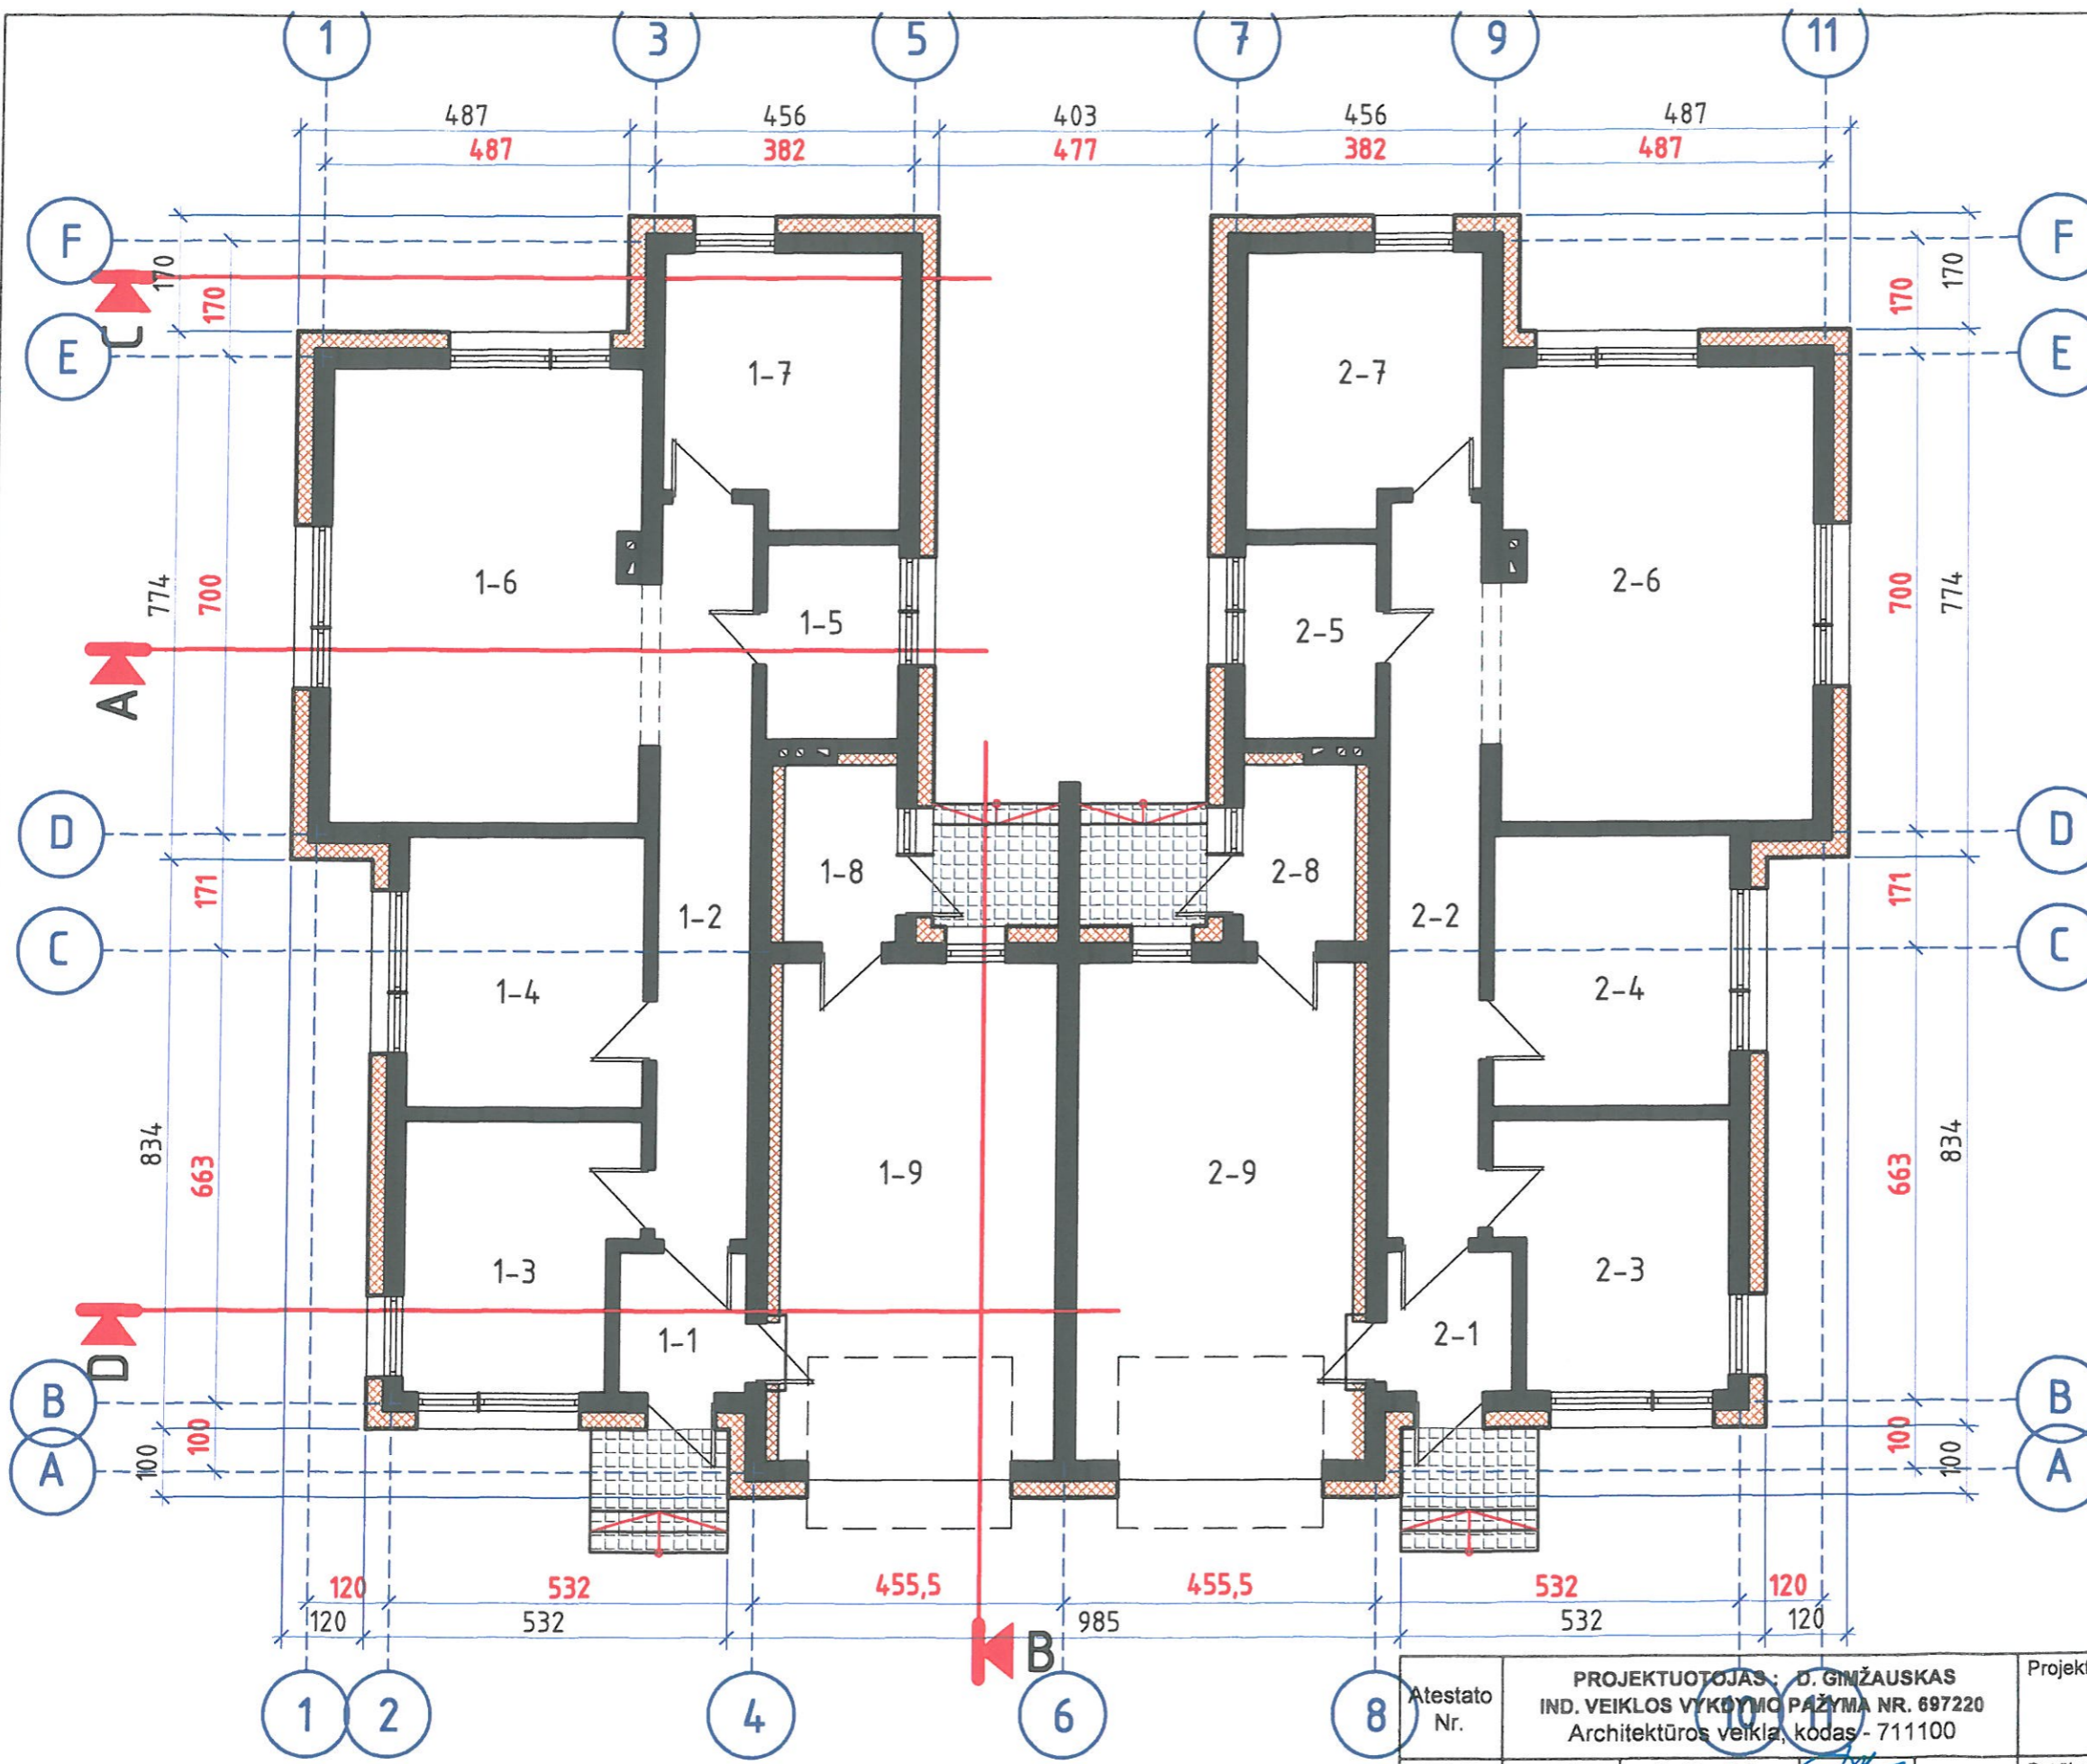 1 3 5 7 9 11
487 456 403 456 487
487 382 477 382 487
F F
170 170 170 170
C
E E
1-7 2-7
1-6 2-6
774 700 700 774
1-5 2-5
A
D D
1-8 2-8
171 171
1-2 2-2
C C
1-4 2-4
834 663 663 834
1-9 2-9
1-3 2-3
1-1 2-1
D
B B
100 100 100 100
A A
120 532 455,5 455,5 532 120
120 532 985 532 120
B
1 2 4 6 8 10 11
Atestato
Nr.
PROJEKTUOTOJAS: D. GIMŽAUSKAS
IND. VEIKLOS VYKDYMO PAŽYMA NR. 697220
Architektūros veikla, kodas - 711100